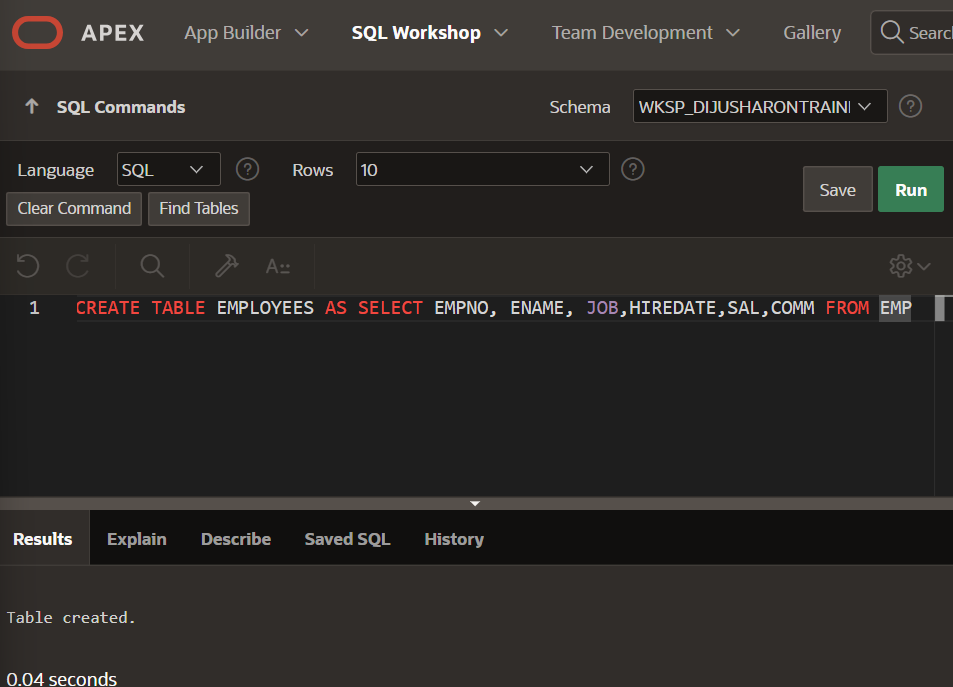 APEX App Builder SQL Workshop Team Development Gallery
SQL Commands Schema WKSP_DIJUSHARONTRAINI
Language SQL Rows 10
Save Run
Clear Command Find Tables
1 CREATE TABLE EMPLOYEES AS SELECT EMPNO, ENAME, JOB,HIREDATE,SAL,COMM FROM EMP
Results Explain Describe Saved SQL History
Table created.
0.04 seconds